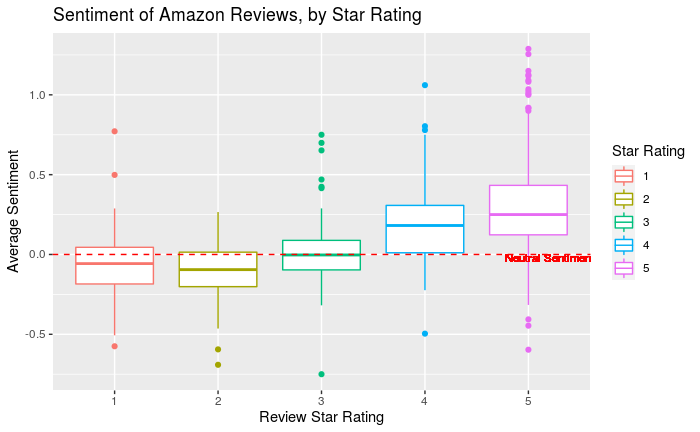 Sentiment of Amazon Reviews, by Star Rating
Average Sentiment
1.0
0.5
0.0
-0.5
Neutral Sentiment
1 2 3 4 5
Review Star Rating
Star Rating
1
2
3
4
5